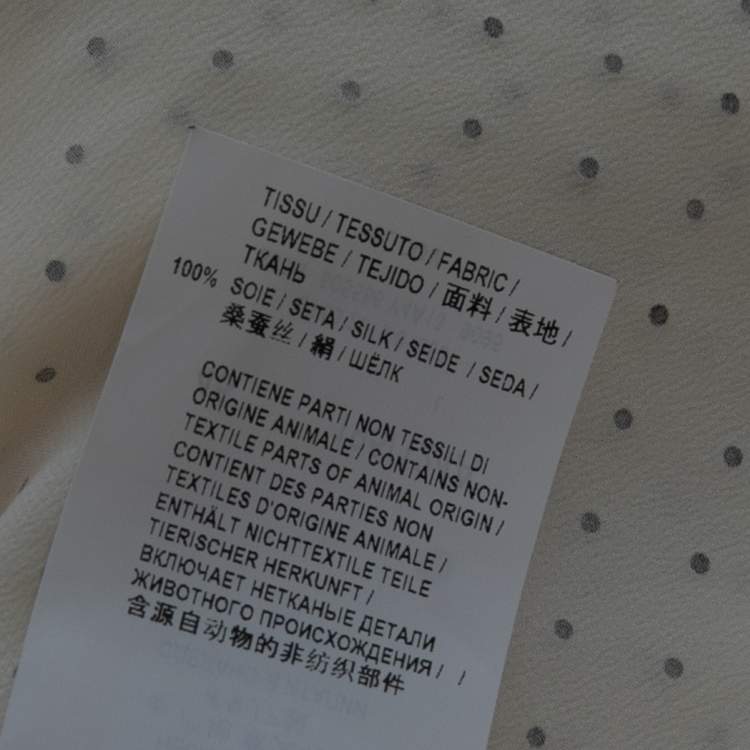 TISSU / TESSUTO / FABRIC /
GEWEBE / TEJIDO / 面料 / 表地 /
ТКАНЬ
100% SOIE / SETA / SILK / SEIDE / SEDA /
桑蚕丝 / 絹 / ШЁЛК
CONTIENE PARTI NON TESSILI DI
ORIGINE ANIMALE / CONTAINS NON-
TEXTILE PARTS OF ANIMAL ORIGIN /
CONTIENT DES PARTIES NON
TEXTILES D'ORIGINE ANIMALE /
ENTHÄLT NICHTTEXTILE TEILE
TIERISCHER HERKUNFT /
ВКЛЮЧАЕТ НЕТКАНЫЕ ДЕТАЛИ
ЖИВОТНОГО ПРОИСХОЖДЕНИЯ / /
含源自动物的非纺织部件